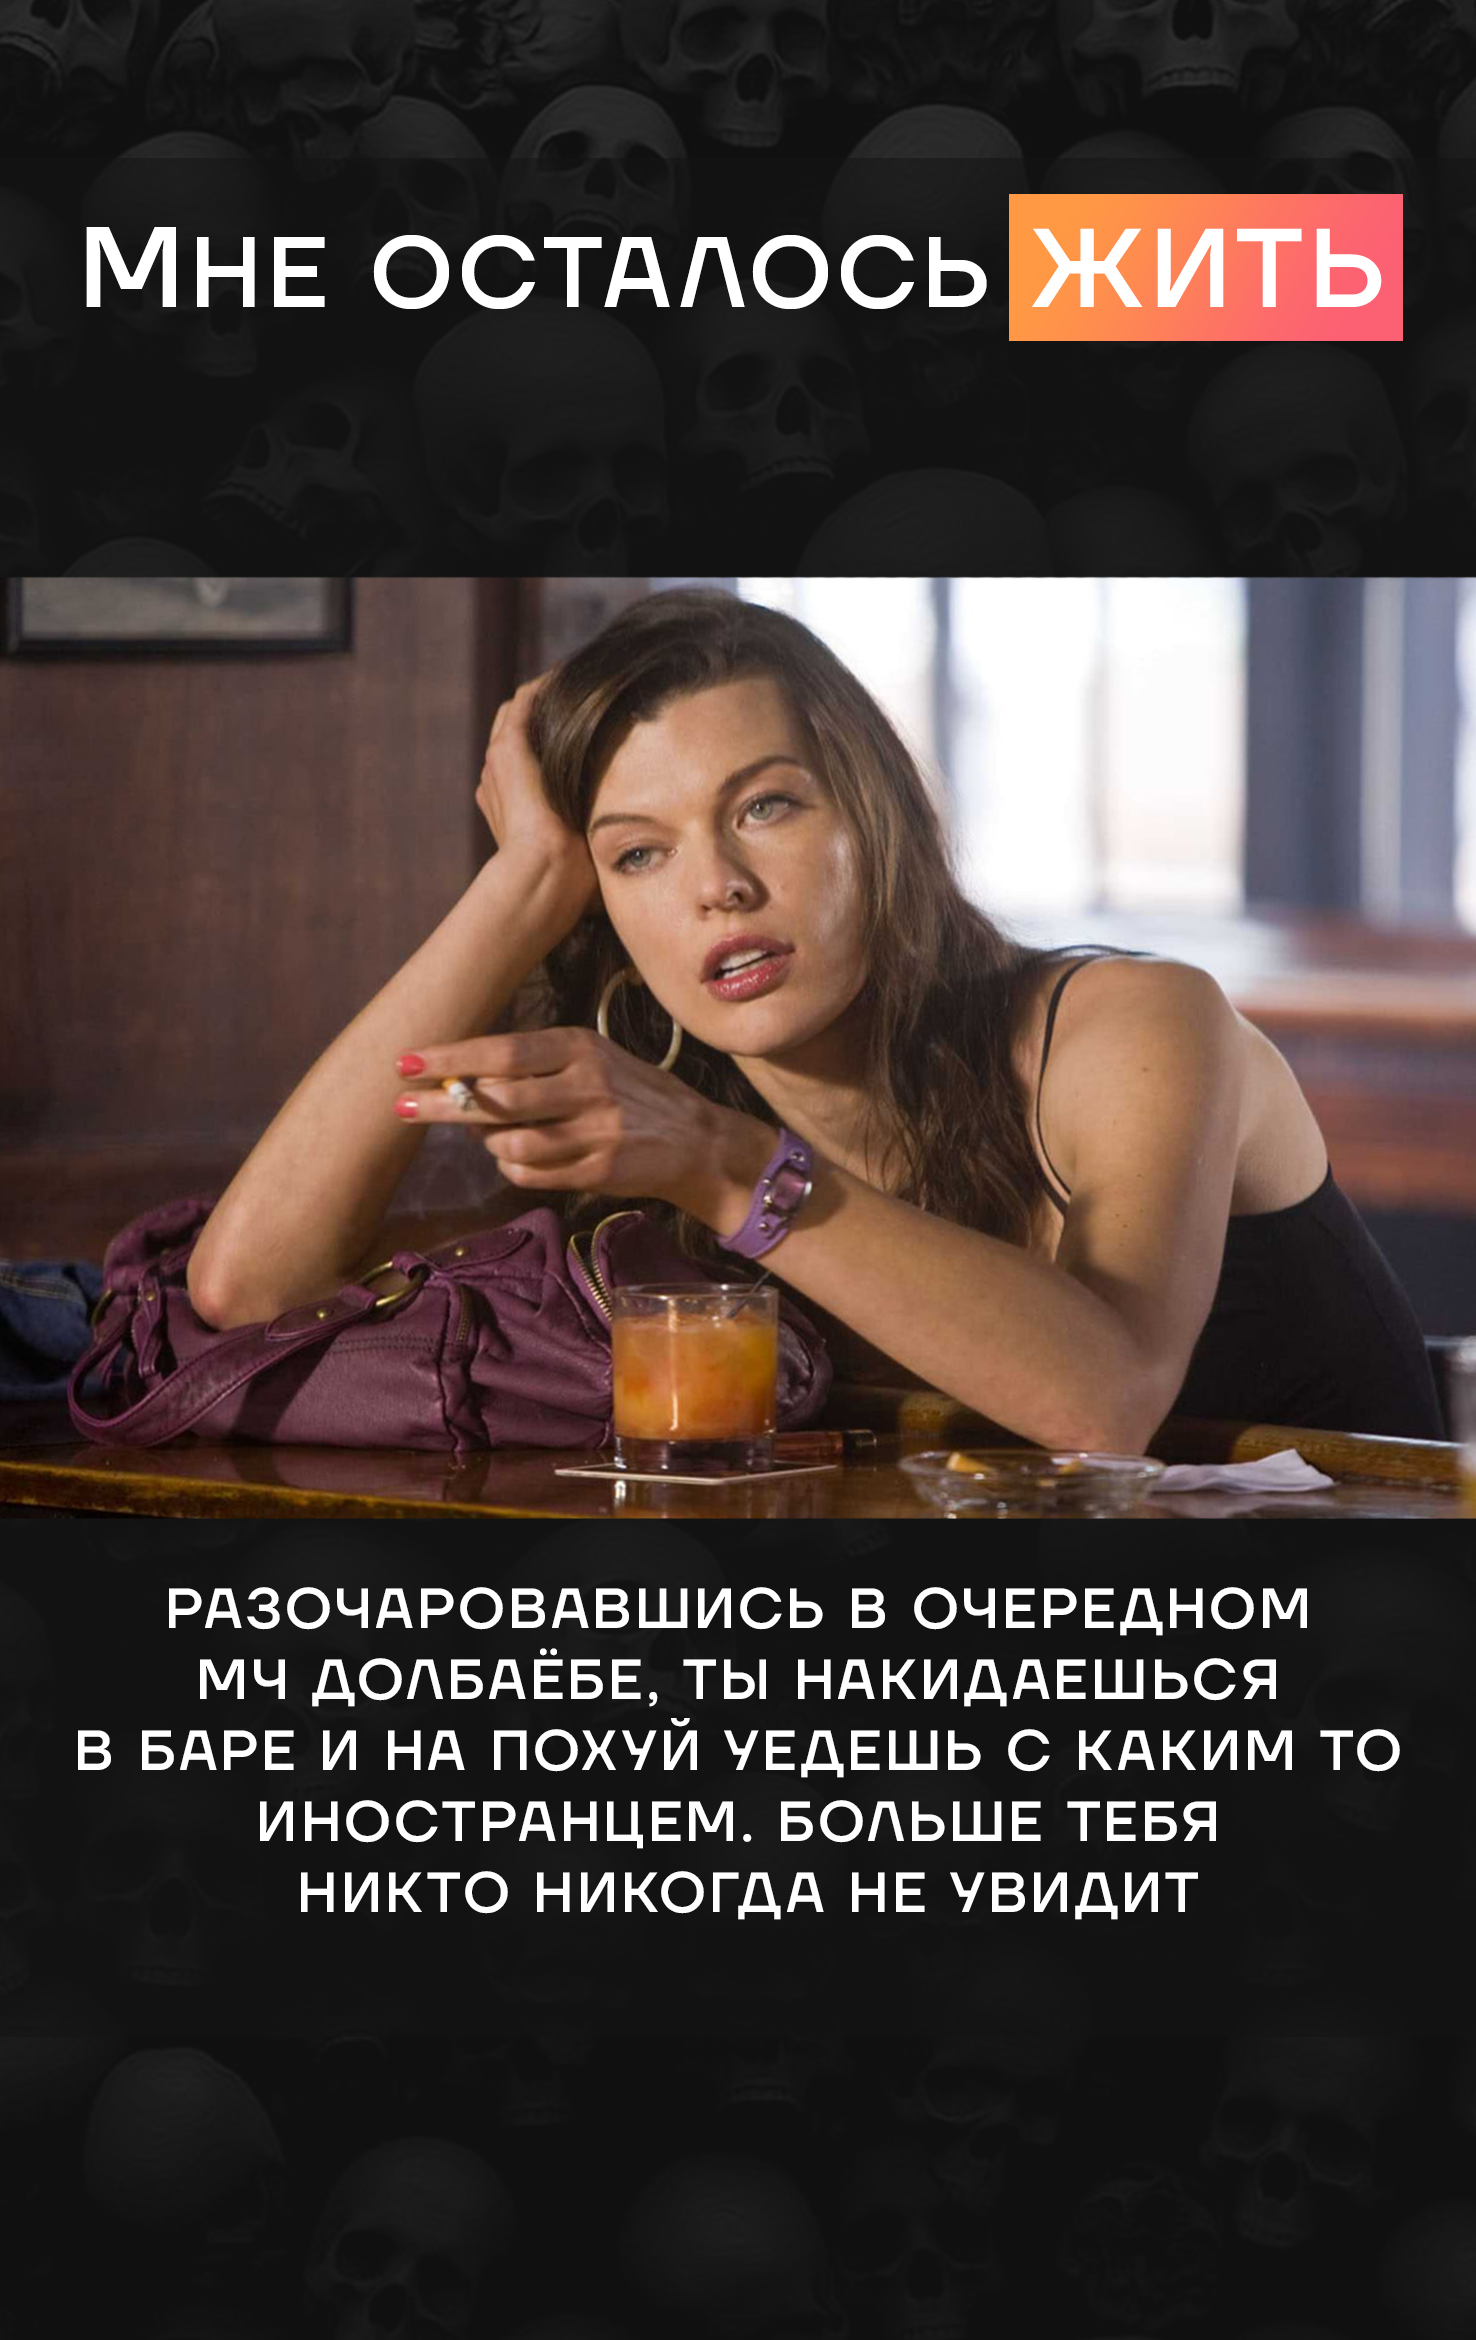 Мне осталось жить
РАЗОЧАРОВАВШИСЬ В ОЧЕРЕДНОМ
МЧ ДОЛБАЁБЕ, ТЫ НАКИДАЕШЬСЯ
В БАРЕ И НА ПОХУЙ УЕДЕШЬ С КАКИМ ТО
ИНОСТРАНЦЕМ. БОЛЬШЕ ТЕБЯ
НИКТО НИКОГДА НЕ УВИДИТ